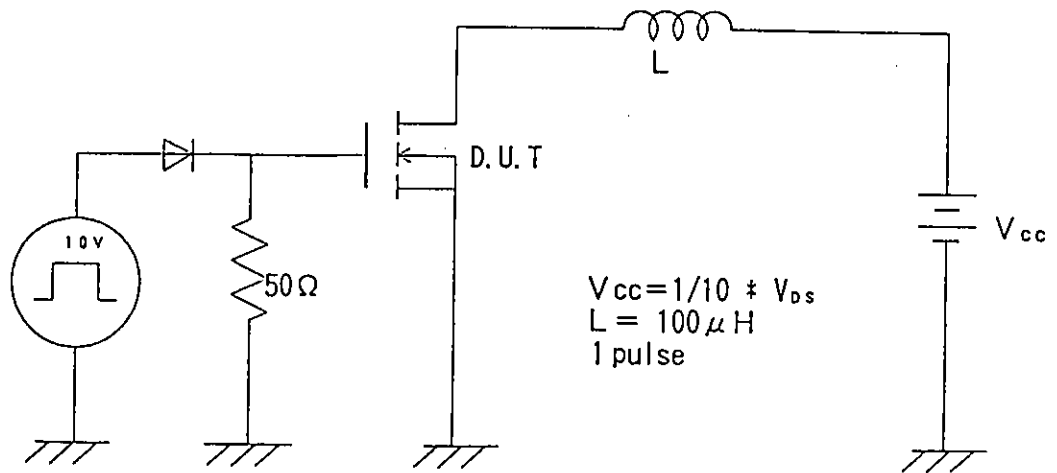 L
D.U.T
10V
50Ω
Vcc
Vcc=1/10 * VDS
L = 100μH
1pulse